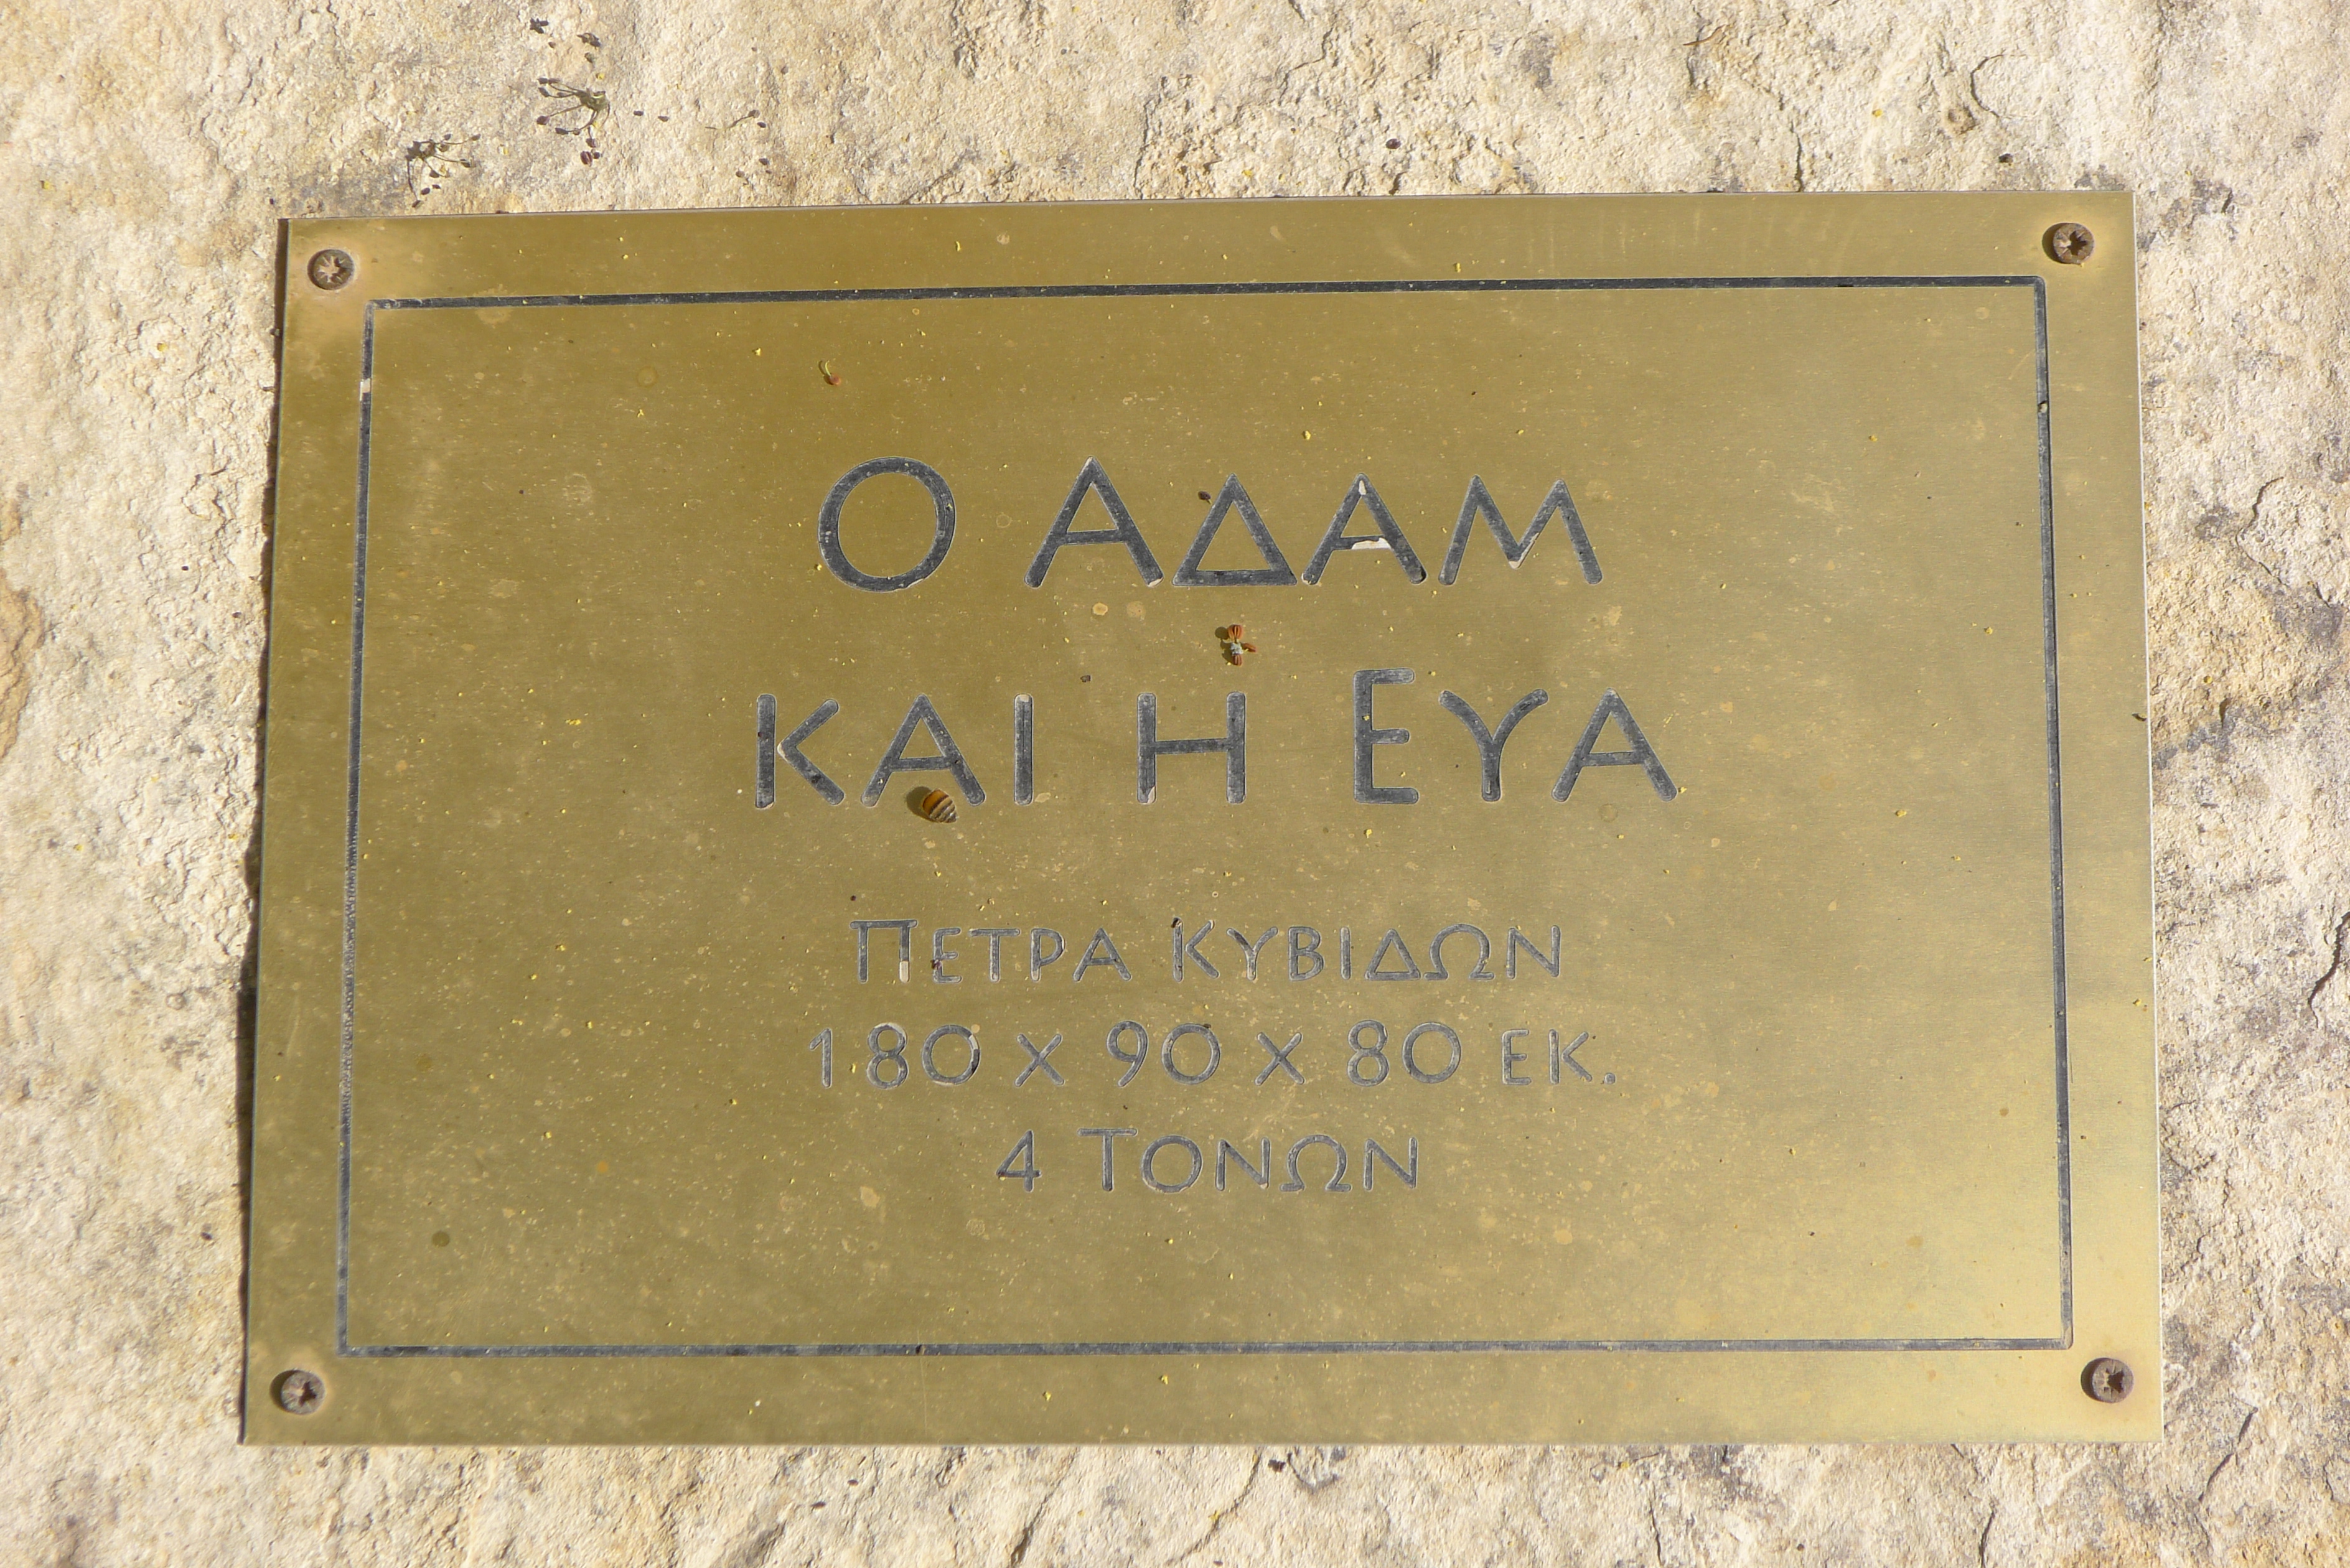 Ο ΑΔΑΜ
ΚΑΙ Η ΕΥΑ
ΠΕΤΡΑ ΚΥΒΙΔΩΝ
180 x 90 x 80 ΕΚ.
4 ΤΟΝΩΝ